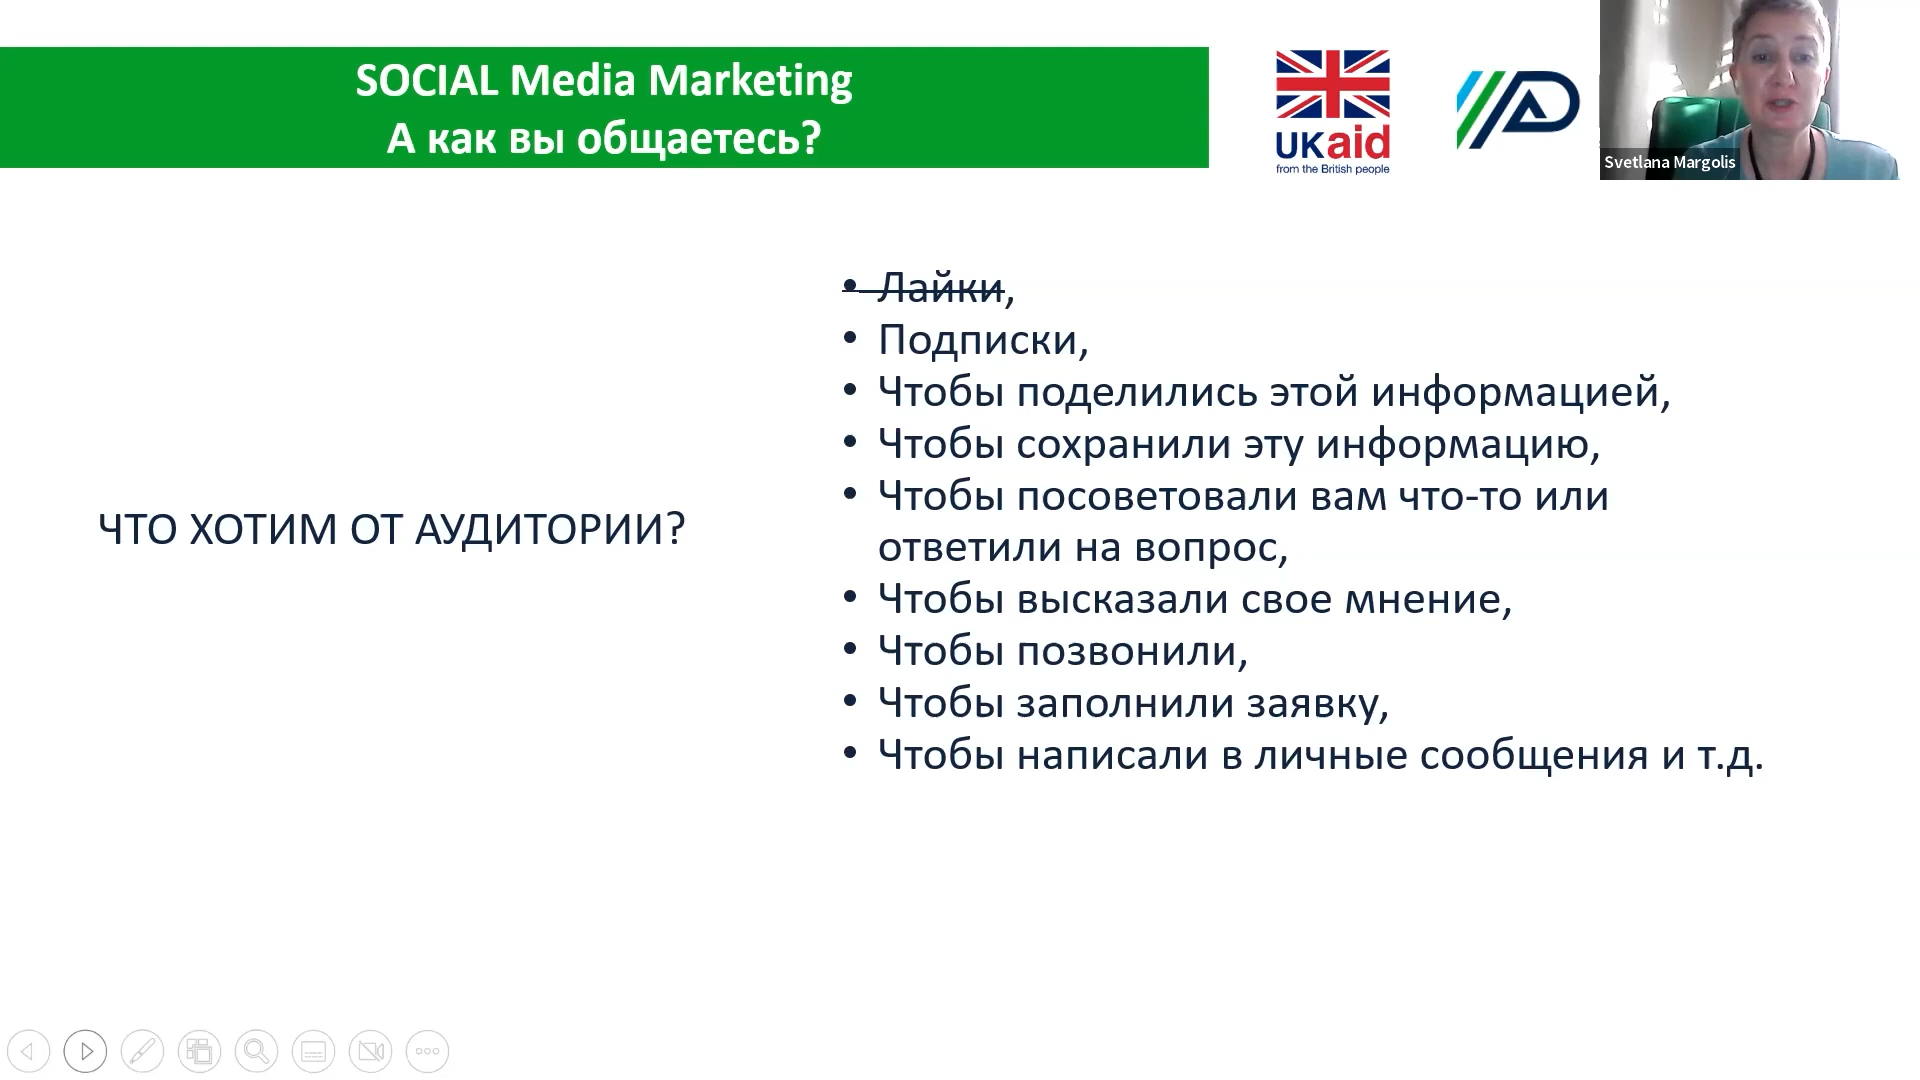 SOCIAL Media Marketing
А как вы общаетесь?
UKaid
from the British people
Svetlana Margolis
ЧТО ХОТИМ ОТ АУДИТОРИИ?
• Лайки,
• Подписки,
• Чтобы поделились этой информацией,
• Чтобы сохранили эту информацию,
• Чтобы посоветовали вам что-то или
ответили на вопрос,
• Чтобы высказали свое мнение,
• Чтобы позвонили,
• Чтобы заполнили заявку,
• Чтобы написали в личные сообщения и т.д.